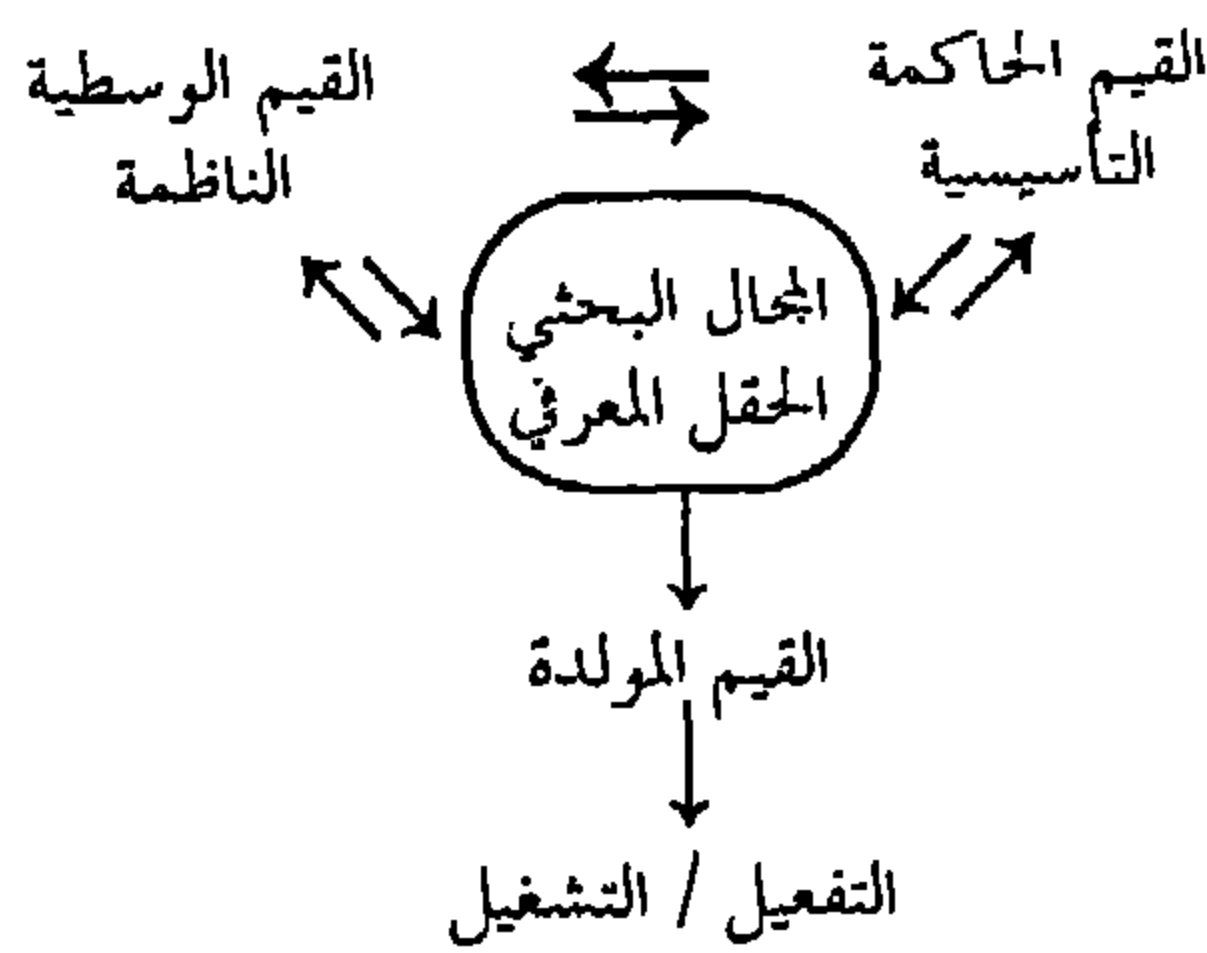 القيم الحاكمة
التأسيسية
القيم الوسطية
الناظمة
المجال البحثي
الحقل المعرفي
القيم المولدة
التفعيل / التشغيل